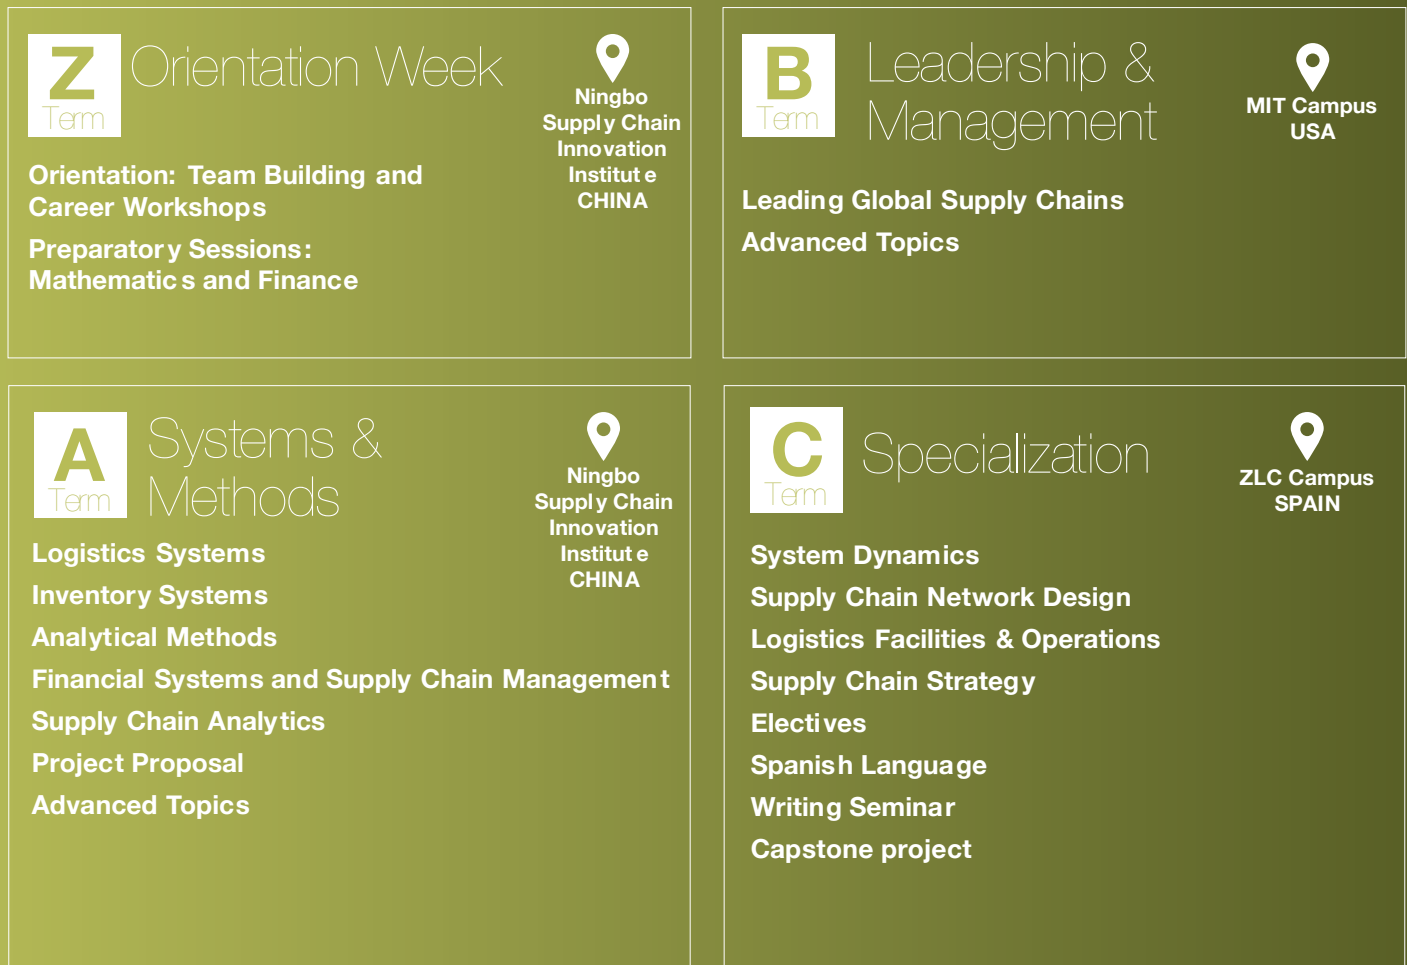 Z
Term
Orientation Week
Ningbo
Supply Chain
Innovation
Institute
CHINA
Orientation: Team Building and
Career Workshops
Preparatory Sessions:
Mathematics and Finance
B
Term
Leadership &
Management
MIT Campus
USA
Leading Global Supply Chains
Advanced Topics
A
Term
Systems &
Methods
Ningbo
Supply Chain
Innovation
Institute
CHINA
Logistics Systems
Inventory Systems
Analytical Methods
Financial Systems and Supply Chain Management
Supply Chain Analytics
Project Proposal
Advanced Topics
C
Term
Specialization
ZLC Campus
SPAIN
System Dynamics
Supply Chain Network Design
Logistics Facilities & Operations
Supply Chain Strategy
Electives
Spanish Language
Writing Seminar
Capstone project